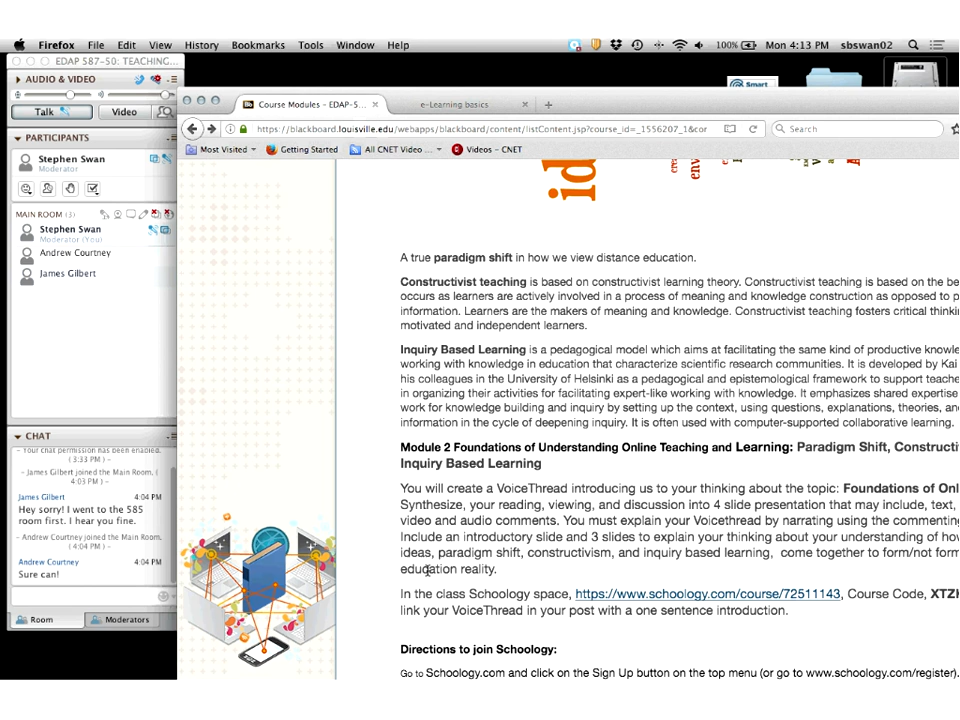 Firefox File Edit View History Bookmarks Tools Window Help
100% Mon 4:13 PM sbswan02
EDAP 587-50: TEACHING...
AUDIO & VIDEO
Talk Video
PARTICIPANTS
Stephen Swan
Moderator
MAIN ROOM (3)
Stephen Swan
Moderator (You)
Andrew Courtney
James Gilbert
CHAT
- Your chat permission has been enabled.
( 3:33 PM ) -
- James Gilbert joined the Main Room. (
4:03 PM ) -
James Gilbert 4:04 PM
Hey sorry! I went to the 585
room first. I hear you fine.
- Andrew Courtney joined the Main Room.
( 4:04 PM ) -
Andrew Courtney 4:04 PM
Sure can!
Room Moderators
Smart
Course Modules – EDAP-5...
e-Learning basics
https://blackboard.louisville.edu/webapps/blackboard/content/listContent.jsp?course_id=_1556207_1&cor
Search
Most Visited Getting Started All CNET Video ... Videos - CNET
id
env
A true paradigm shift in how we view distance education.
Constructivist teaching is based on constructivist learning theory. Constructivist teaching is based on the be
occurs as learners are actively involved in a process of meaning and knowledge construction as opposed to p
information. Learners are the makers of meaning and knowledge. Constructivist teaching fosters critical thinki
motivated and independent learners.
Inquiry Based Learning is a pedagogical model which aims at facilitating the same kind of productive knowle
working with knowledge in education that characterize scientific research communities. It is developed by Kai
his colleagues in the University of Helsinki as a pedagogical and epistemological framework to support teache
in organizing their activities for facilitating expert-like working with knowledge. It emphasizes shared expertise
work for knowledge building and inquiry by setting up the context, using questions, explanations, theories, an
information in the cycle of deepening inquiry. It is often used with computer-supported collaborative learning.
Module 2 Foundations of Understanding Online Teaching and Learning: Paradigm Shift, Constructi
Inquiry Based Learning
You will create a VoiceThread introducing us to your thinking about the topic: Foundations of Onl
Synthesize, your reading, viewing, and discussion into 4 slide presentation that may include, text,
video and audio comments. You must explain your Voicethread by narrating using the commenting
Include an introductory slide and 3 slides to explain your thinking about your understanding of how
ideas, paradigm shift, constructivism, and inquiry based learning, come together to form/not form
education reality.
In the class Schoology space, https://www.schoology.com/course/72511143, Course Code, XTZH
link your VoiceThread in your post with a one sentence introduction.
Directions to join Schoology:
Go to Schoology.com and click on the Sign Up button on the top menu (or go to www.schoology.com/register).